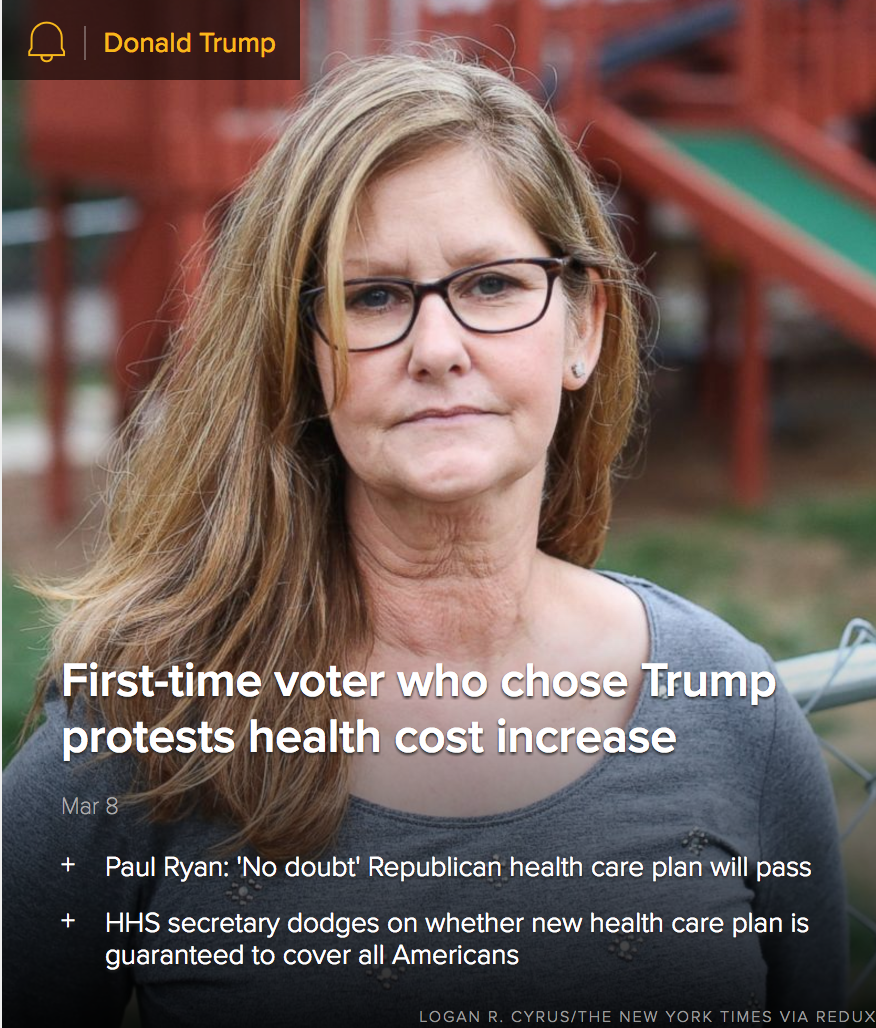 Donald Trump
First-time voter who chose Trump
protests health cost increase
Mar 8
+ Paul Ryan: 'No doubt' Republican health care plan will pass
+ HHS secretary dodges on whether new health care plan is
guaranteed to cover all Americans
LOGAN R. CYRUS/THE NEW YORK TIMES VIA REDUX